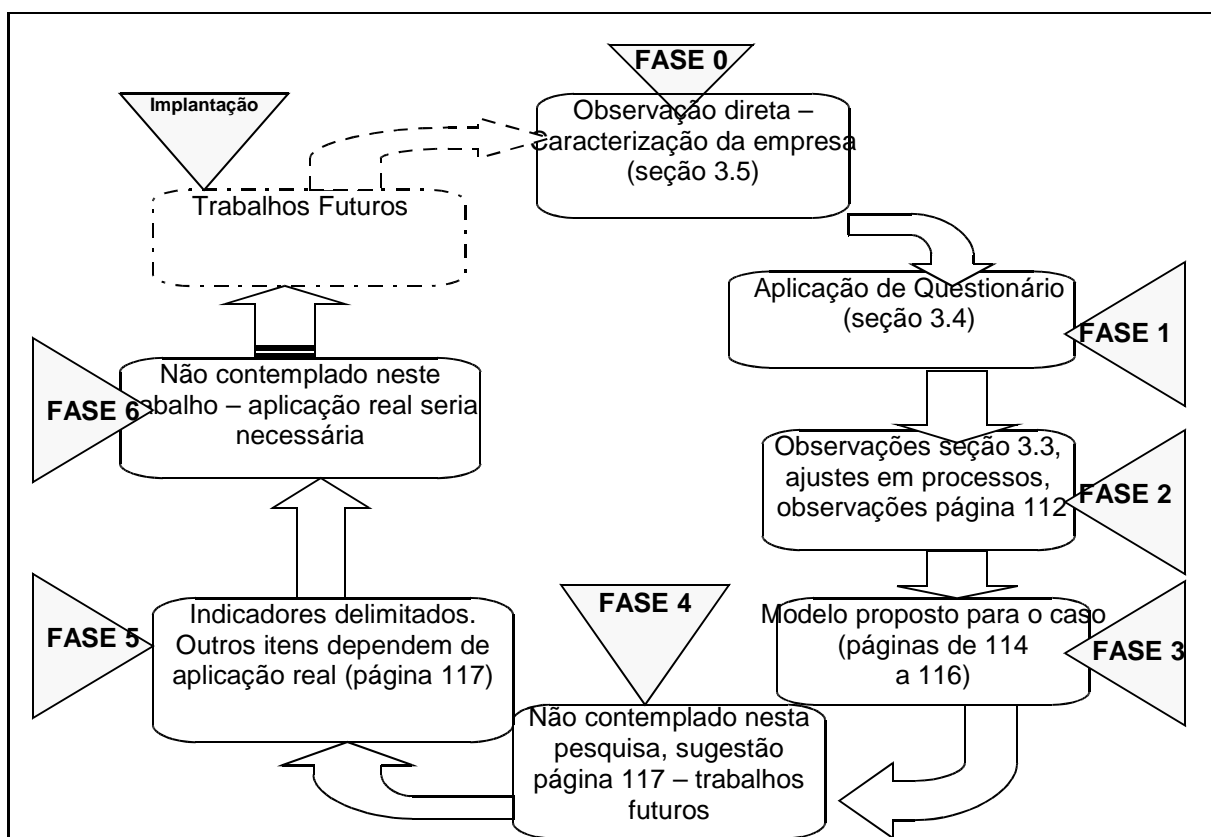 FASE 0
Observação direta –
Caracterização da empresa
(seção 3.5)
Implantação
Trabalhos Futuros
Aplicação de Questionário
(seção 3.4)
FASE 1
Observações seção 3.3,
ajustes em processos,
observações página 112
FASE 2
Modelo proposto para o caso
(páginas de 114
a 116)
FASE 3
FASE 4
Não contemplado nesta
pesquisa, sugestão
página 117 – trabalhos
futuros
Indicadores delimitados.
Outros itens dependem de
aplicação real (página 117)
FASE 5
Não contemplado neste
trabalho – aplicação real seria
necessária
FASE 6